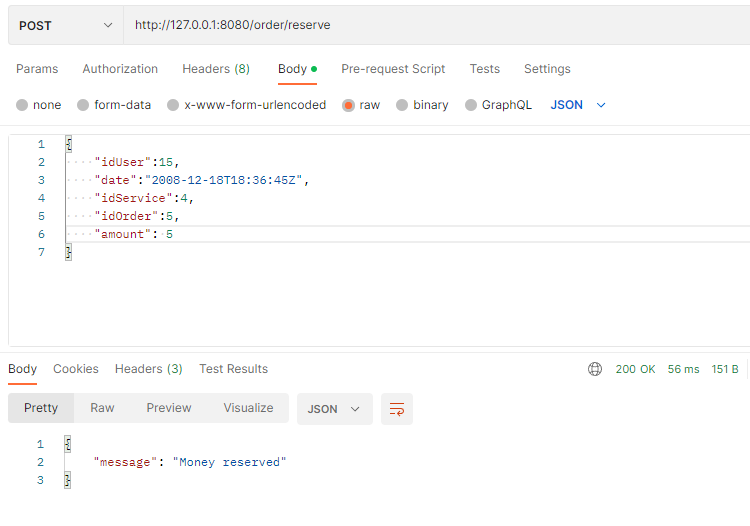 POST http://127.0.0.1:8080/order/reserve
Params Authorization Headers (8) Body Pre-request Script Tests Settings
none form-data x-www-form-urlencoded raw binary GraphQL JSON
1 {
2 "idUser":15,
3 "date":"2008-12-18T18:36:45Z",
4 "idService":4,
5 "idOrder":5,
6 "amount": 5
7 }
Body Cookies Headers (3) Test Results 200 OK 56 ms 151 B
Pretty Raw Preview Visualize JSON
1 {
2 "message": "Money reserved"
3 }